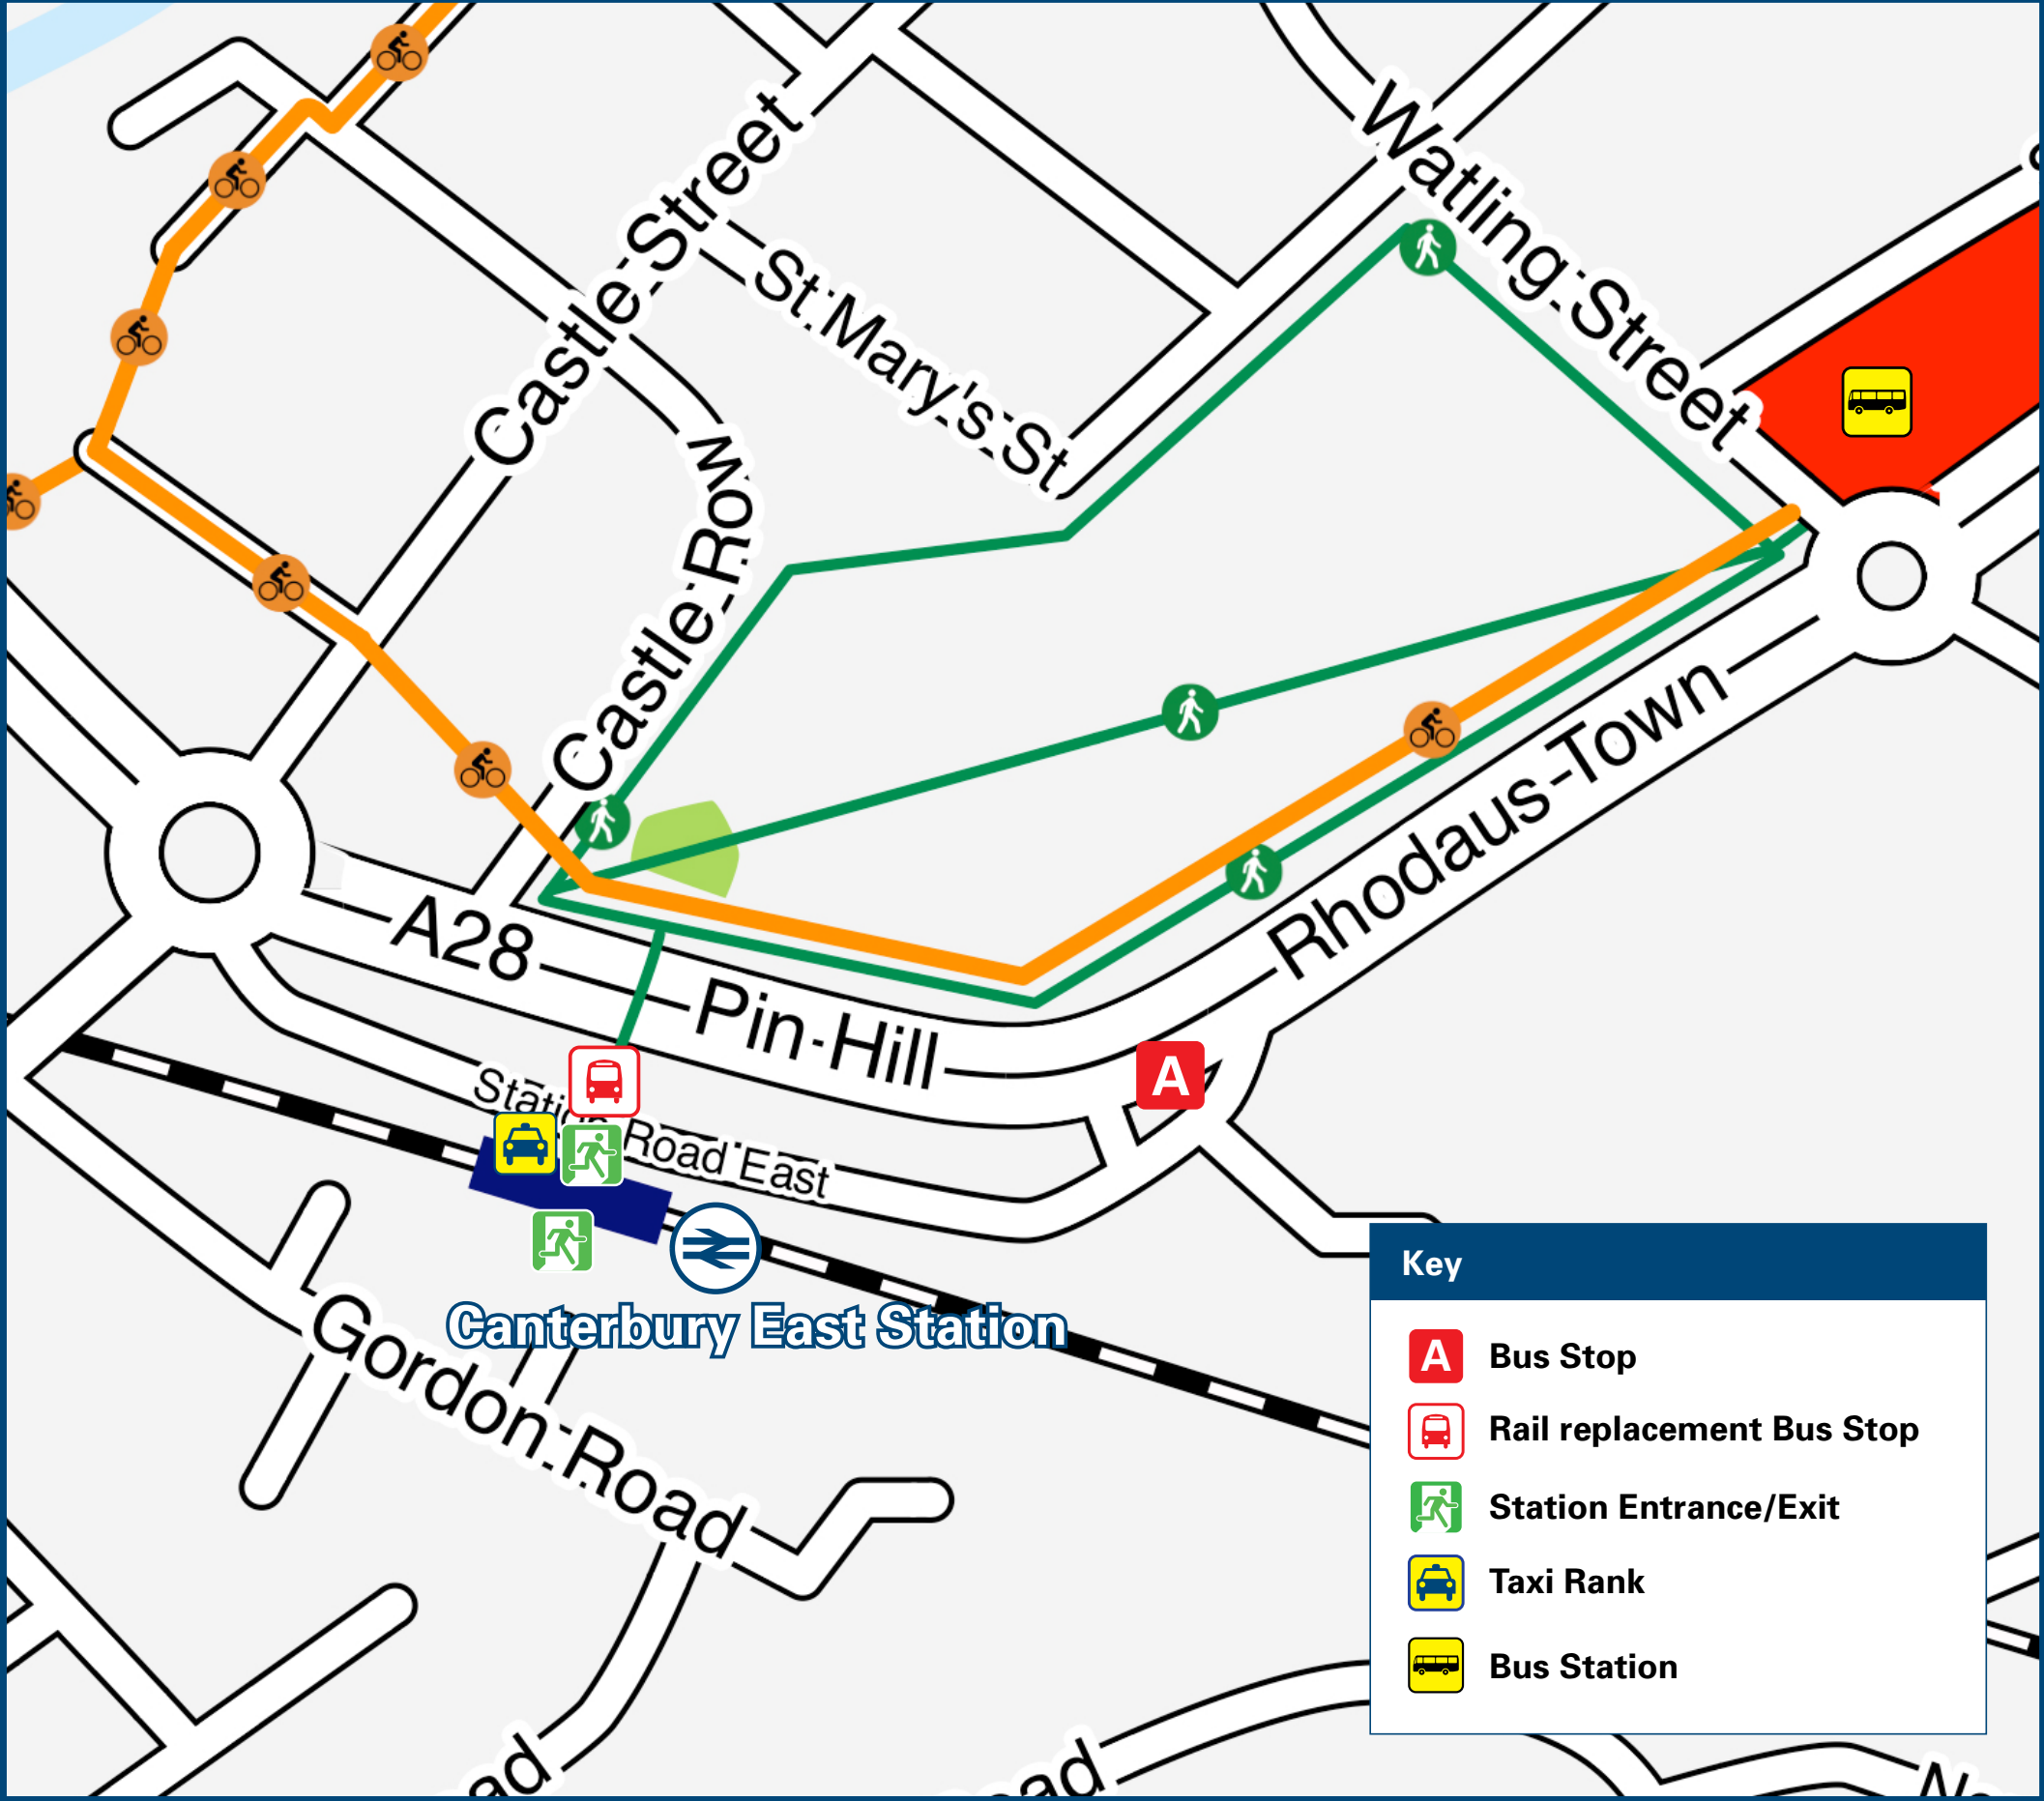 Castle Street
Watling Street
St.Mary's St
Castle Row
Rhodaus Town
A28
Pin Hill
A
Road East
Canterbury East Station
Gordon Road
Key
A Bus Stop
Rail replacement Bus Stop
Station Entrance/Exit
Taxi Rank
Bus Station